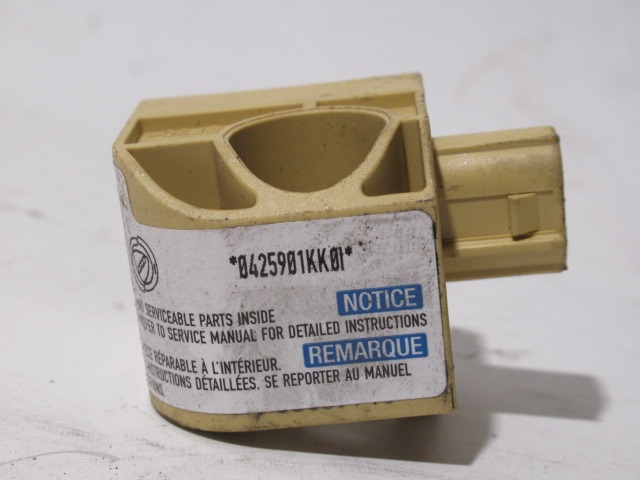 *0425901KK01*
NOTICE
NO SERVICEABLE PARTS INSIDE
REFER TO SERVICE MANUAL FOR DETAILED INSTRUCTIONS
REMARQUE
RÉPARABLE À L'INTÉRIEUR.
INSTRUCTIONS DÉTAILLÉES, SE REPORTER AU MANUEL